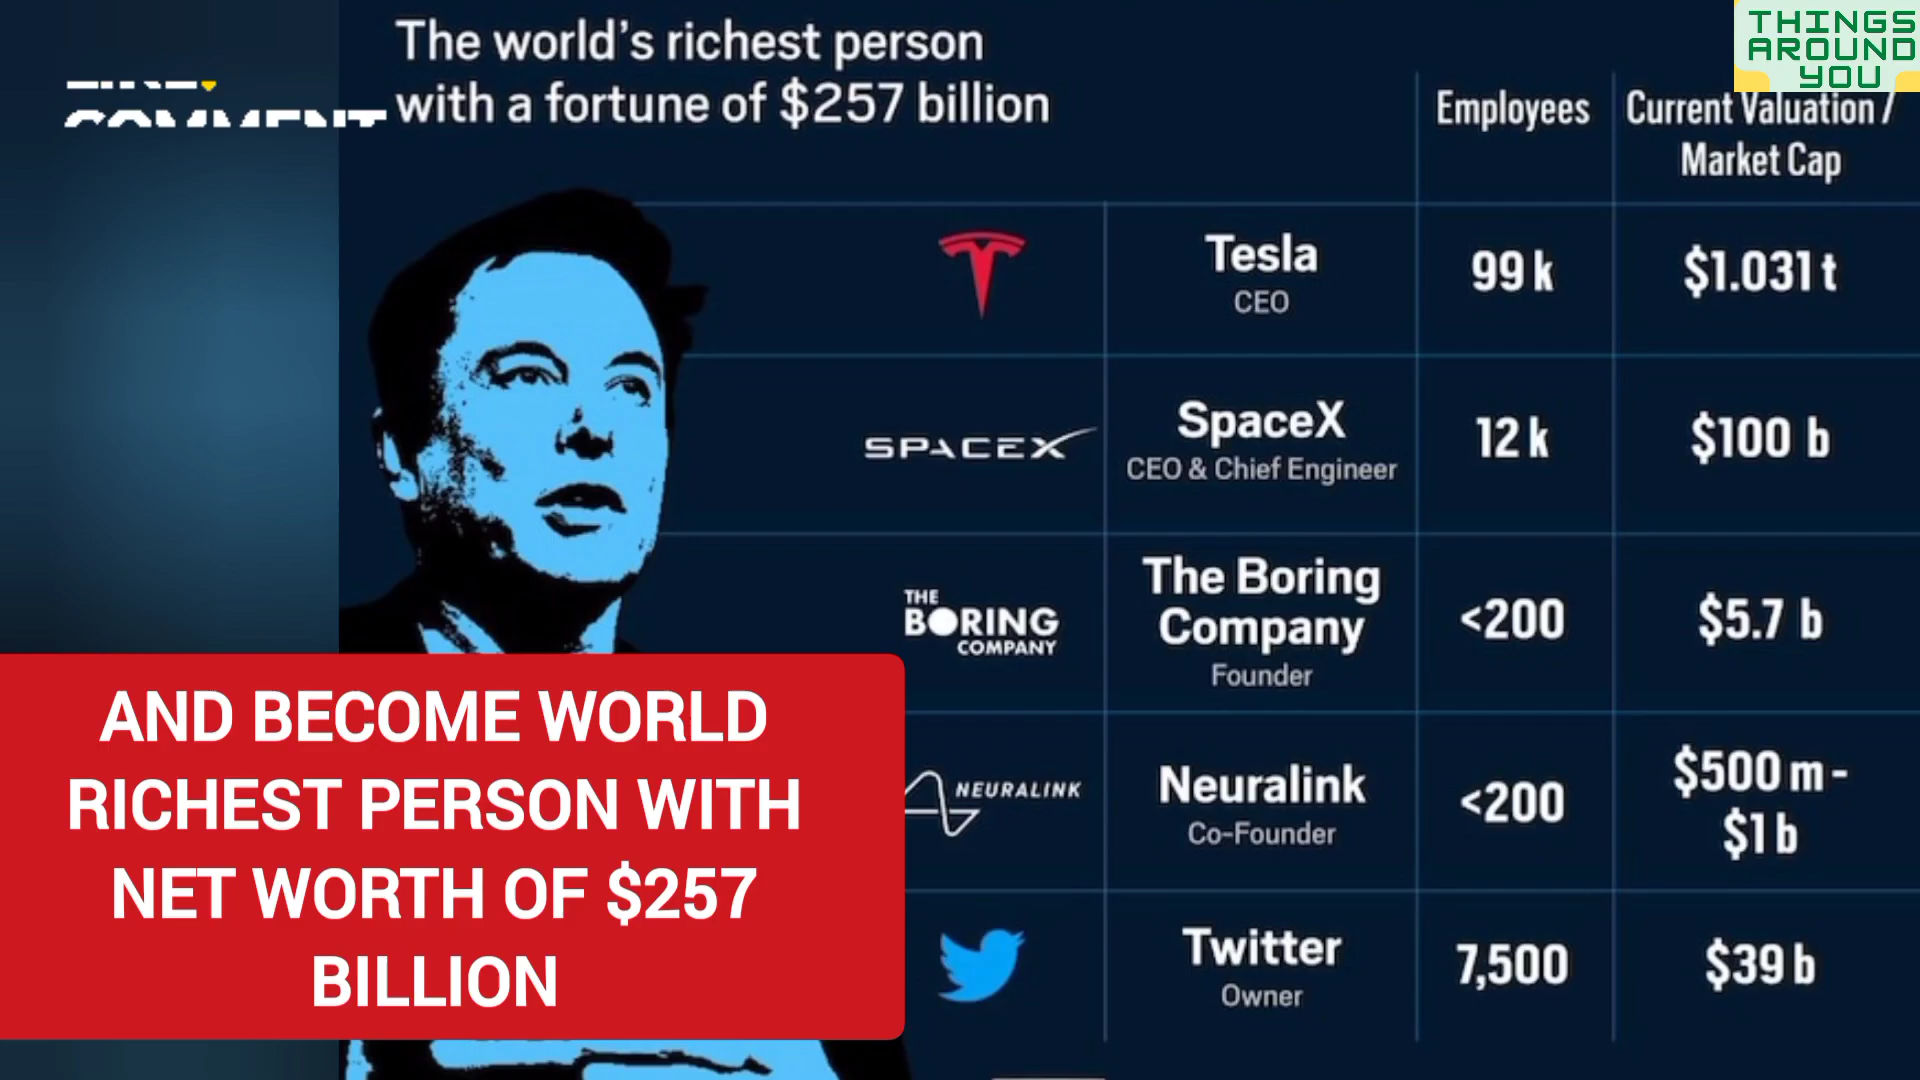 THINGS
AROUND
YOU
The world's richest person
with a fortune of $257 billion
COMMENT
Employees
Current Valuation /
Market Cap
Tesla
CEO
99 k
$1.031 t
SPACEX
SpaceX
CEO & Chief Engineer
12 k
$100 b
THE
BORING
COMPANY
The Boring
Company
Founder
<200
$5.7 b
NEURALINK
Neuralink
Co-Founder
<200
$500 m -
$1 b
Twitter
Owner
7,500
$39 b
AND BECOME WORLD
RICHEST PERSON WITH
NET WORTH OF $257
BILLION